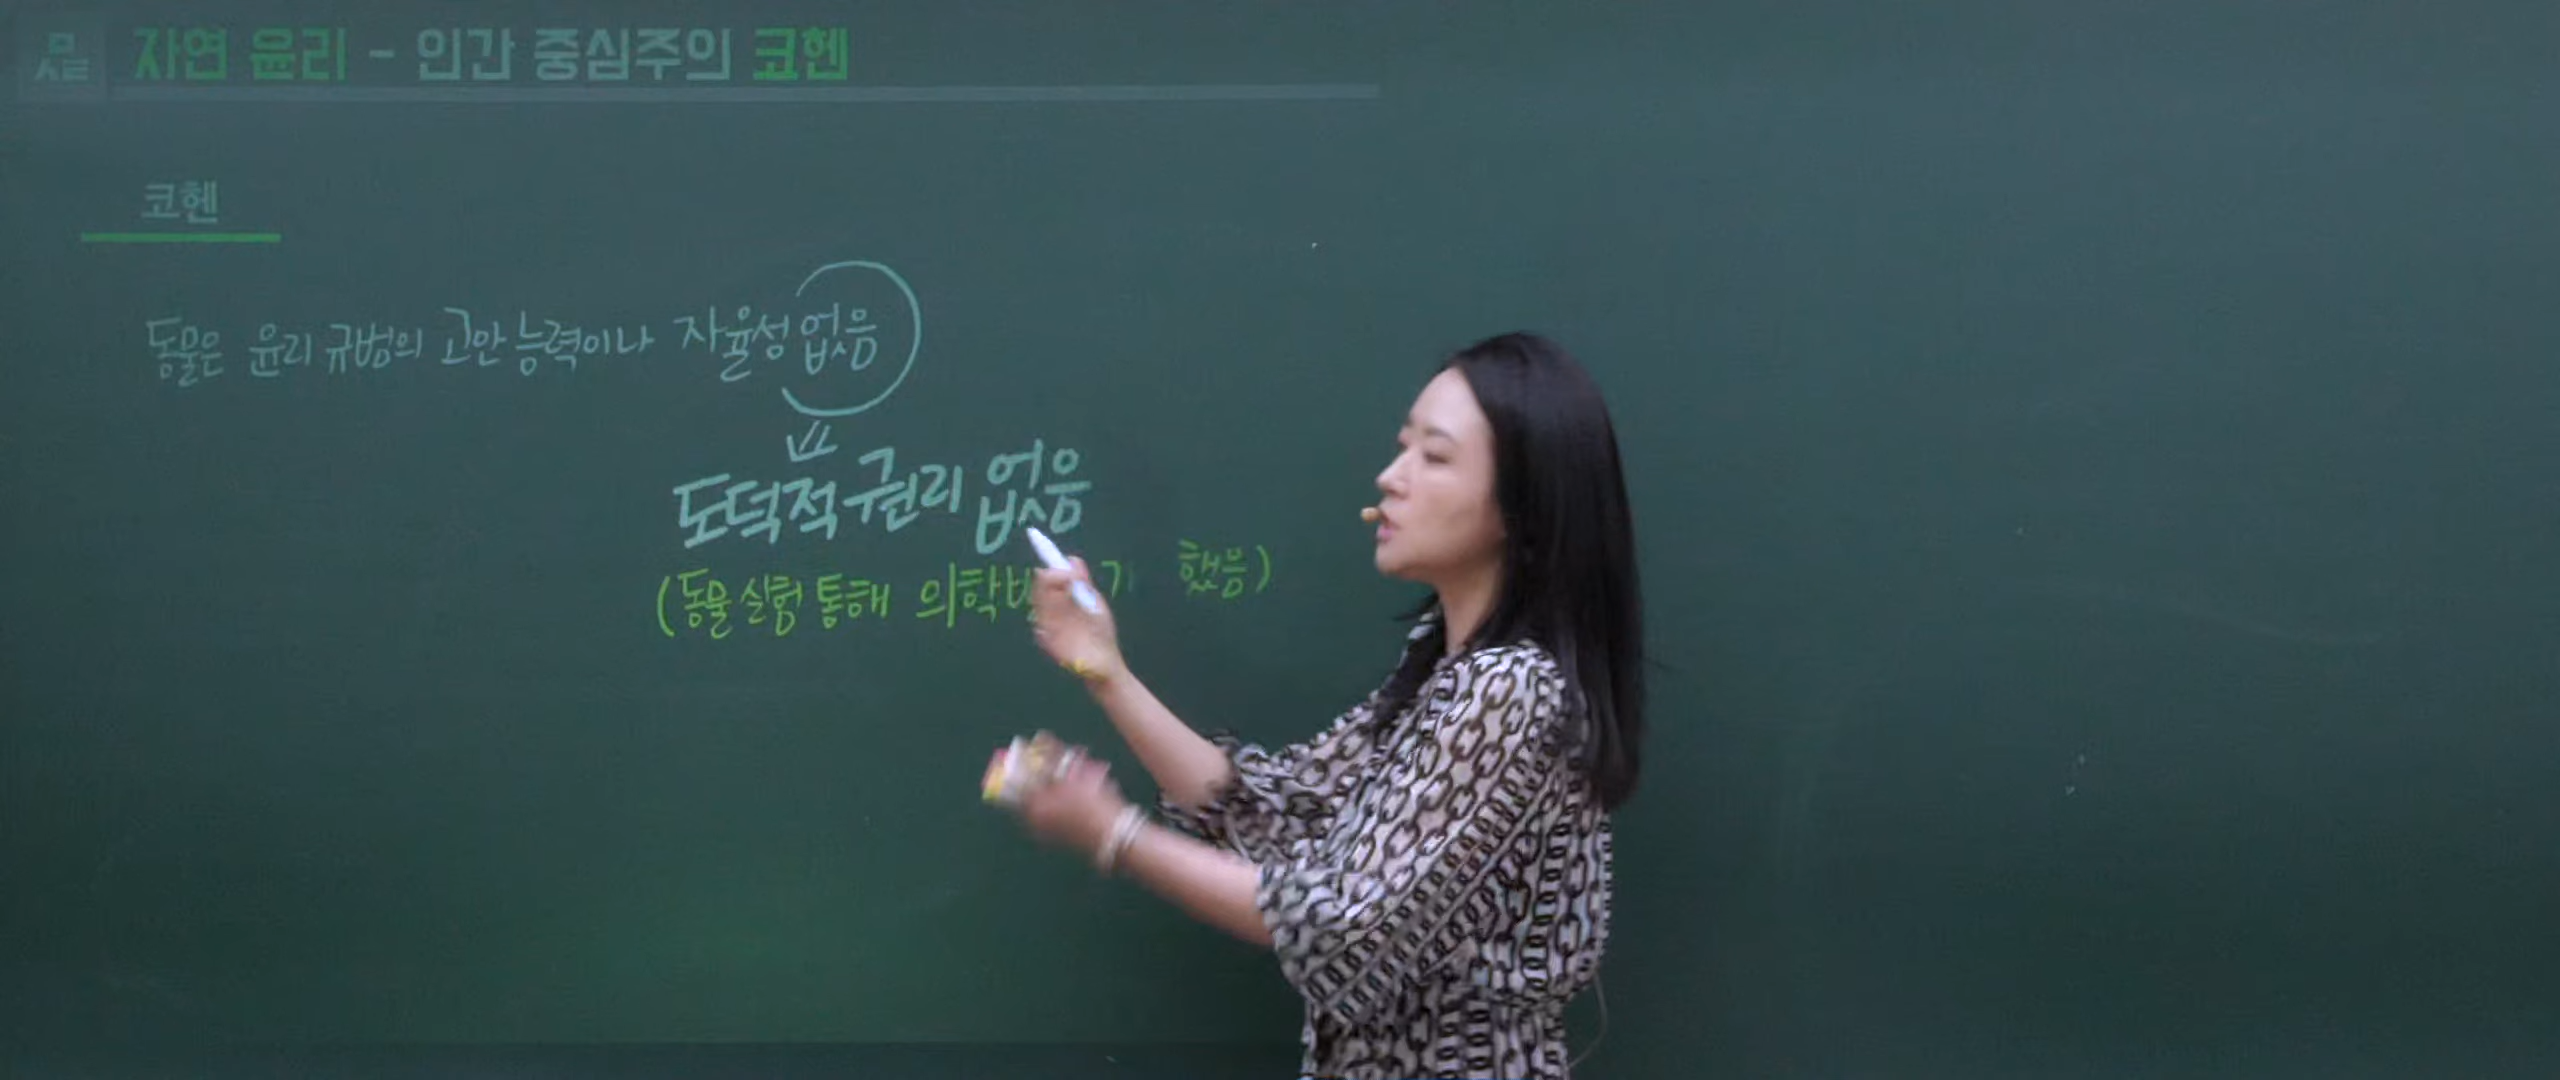 자연 윤리 - 인간 중심주의 코헨
코헨
동물은 윤리 규범의 고안 능력이나 자율성 없음
도덕적 권리 없음
(동물 실험 통해 의학 했음)